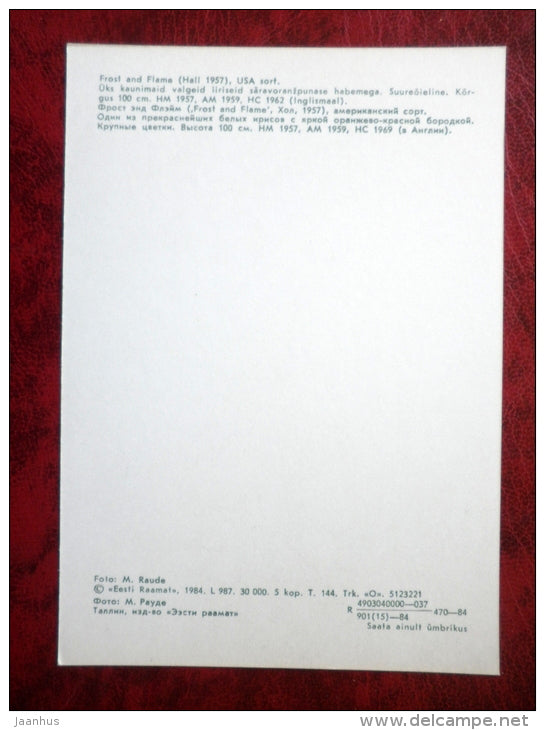 Frost and Flame (Hall 1957), USA sort.
Üks kaunimaid valgeid iiriseid säravoranžpunase habemega. Suureõieline. Kõr-
gus 100 cm. HM 1957, AM 1959, HC 1962 (Inglismaal).
Фрост энд Флэйм (‚Frost and Flame‘, Хол, 1957), американский сорт.
Один из прекраснейших белых ирисов с яркой оранжево-красной бородкой.
Крупные цветки. Высота 100 см. HM 1957, AM 1959, HC 1969 (в Англии).
Foto: M. Raude
© «Eesti Raamat», 1984. L 987. 30 000. 5 kop. T. 144, Trk. «O». 5123221
Фото: М. Рауде
Таллин, изд-во «Ээсти раамат»
R 4903040000—037
901(15)—84
470—84
Saata ainult ümbrikus
Jaanhus
www.delcampe.net